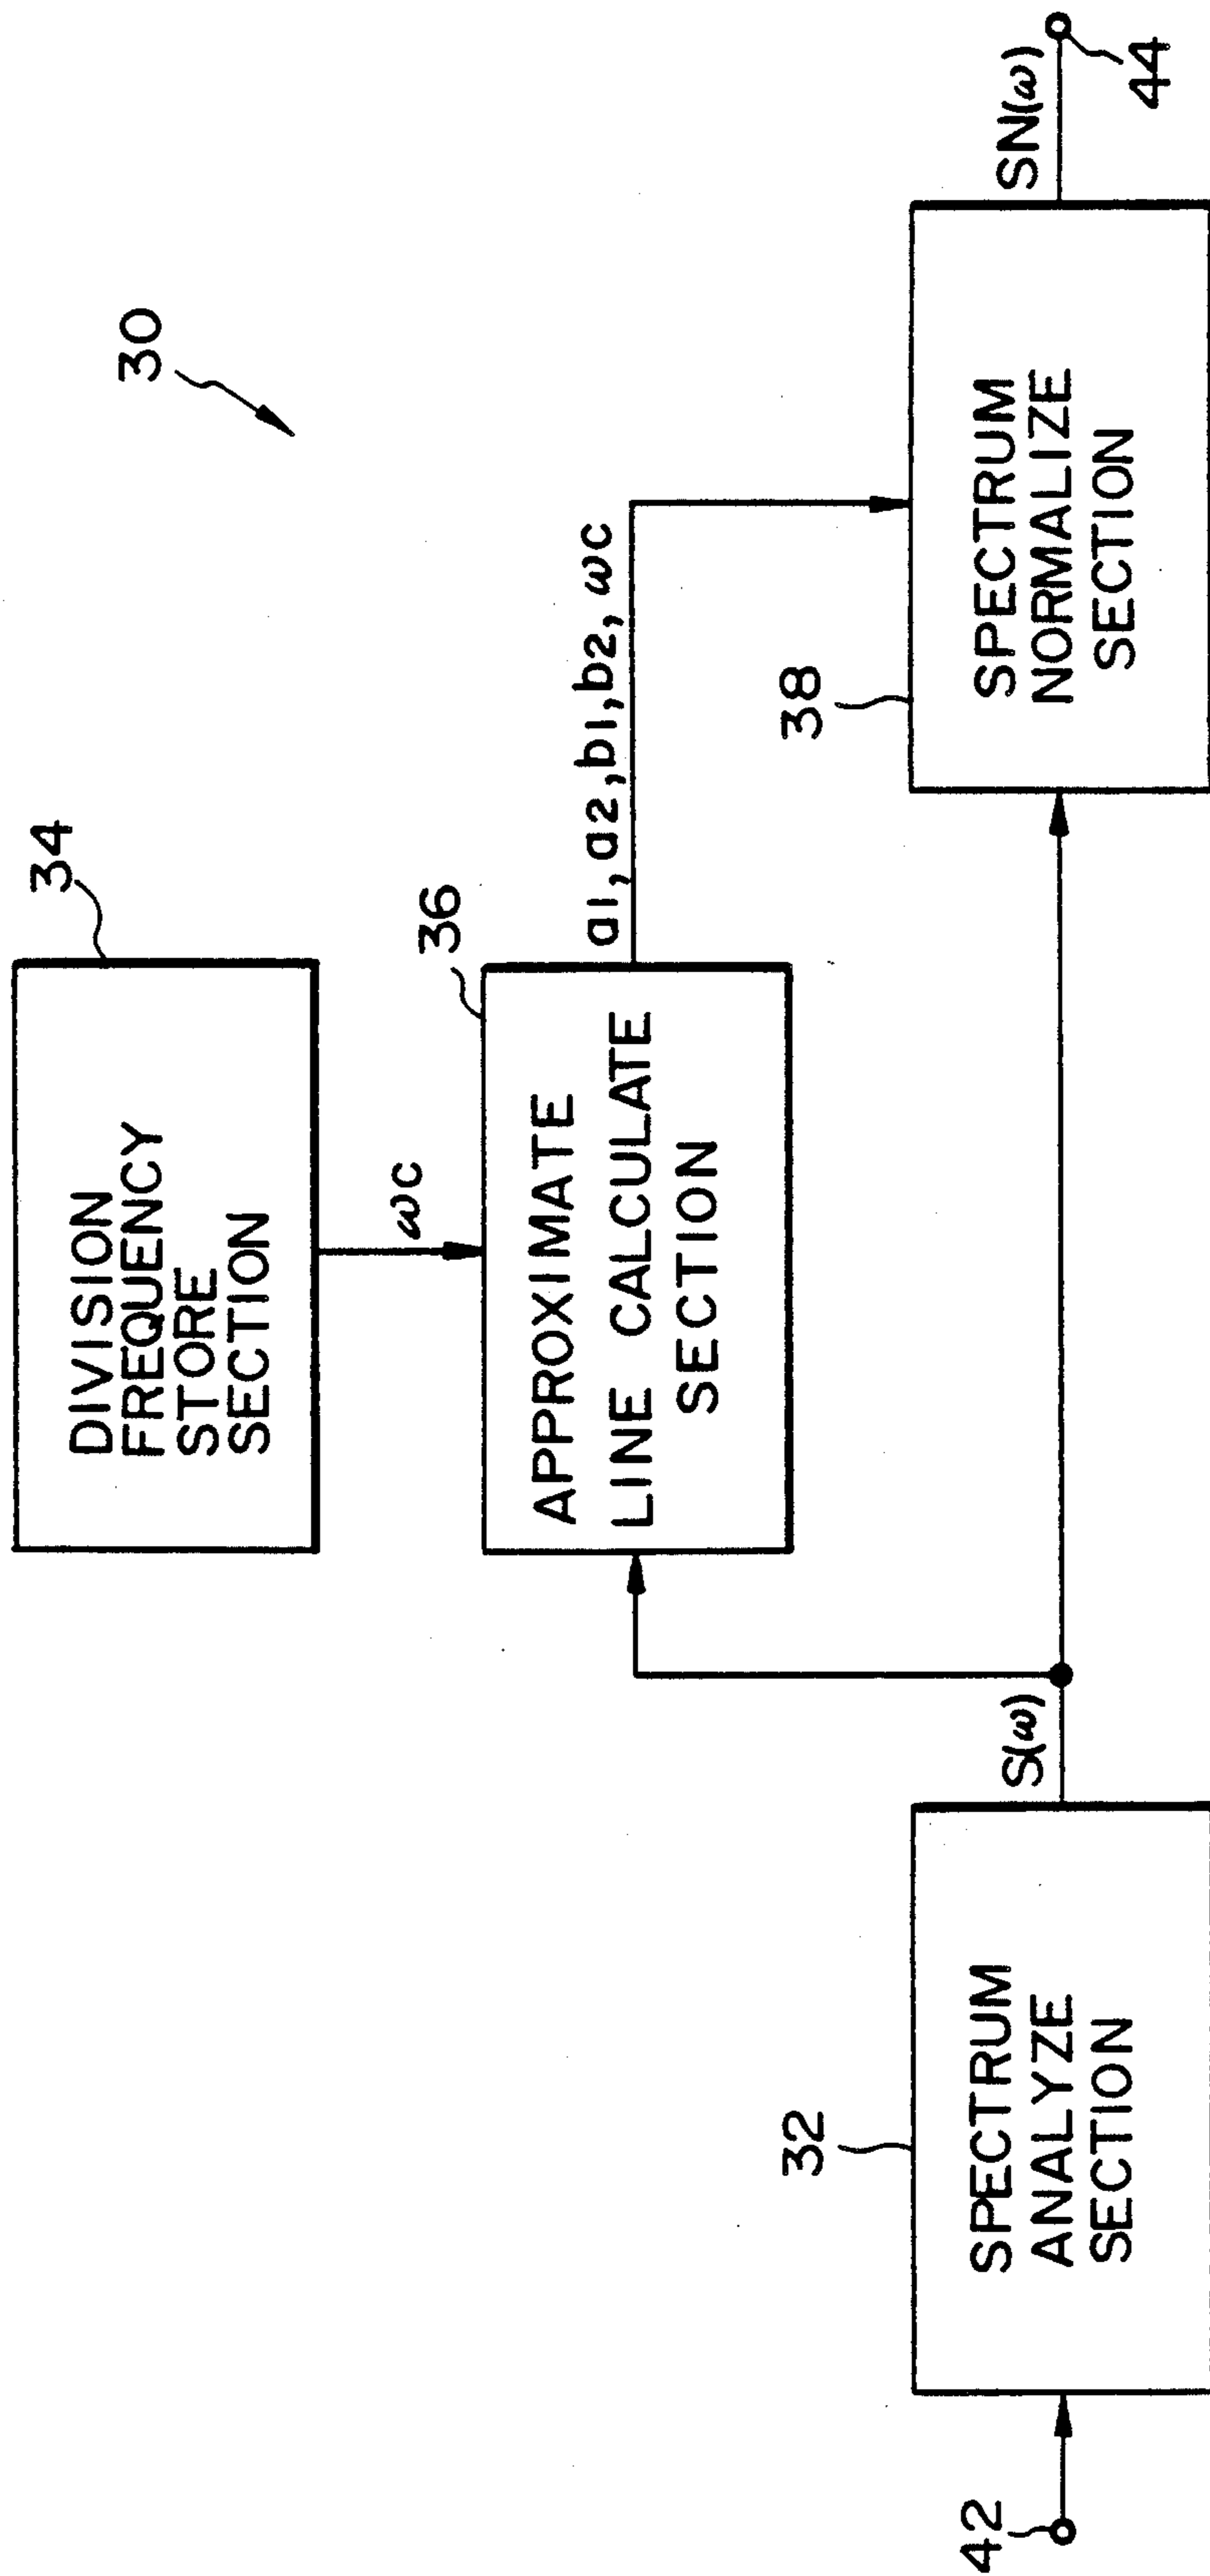 30
34
DIVISION
FREQUENCY
STORE
SECTION
ωc
36
APPROXIMATE
LINE CALCULATE
SECTION
a1, a2, b1, b2, ωc
42
32
SPECTRUM
ANALYZE
SECTION
S(ω)
38
SPECTRUM
NORMALIZE
SECTION
SN(ω)
44